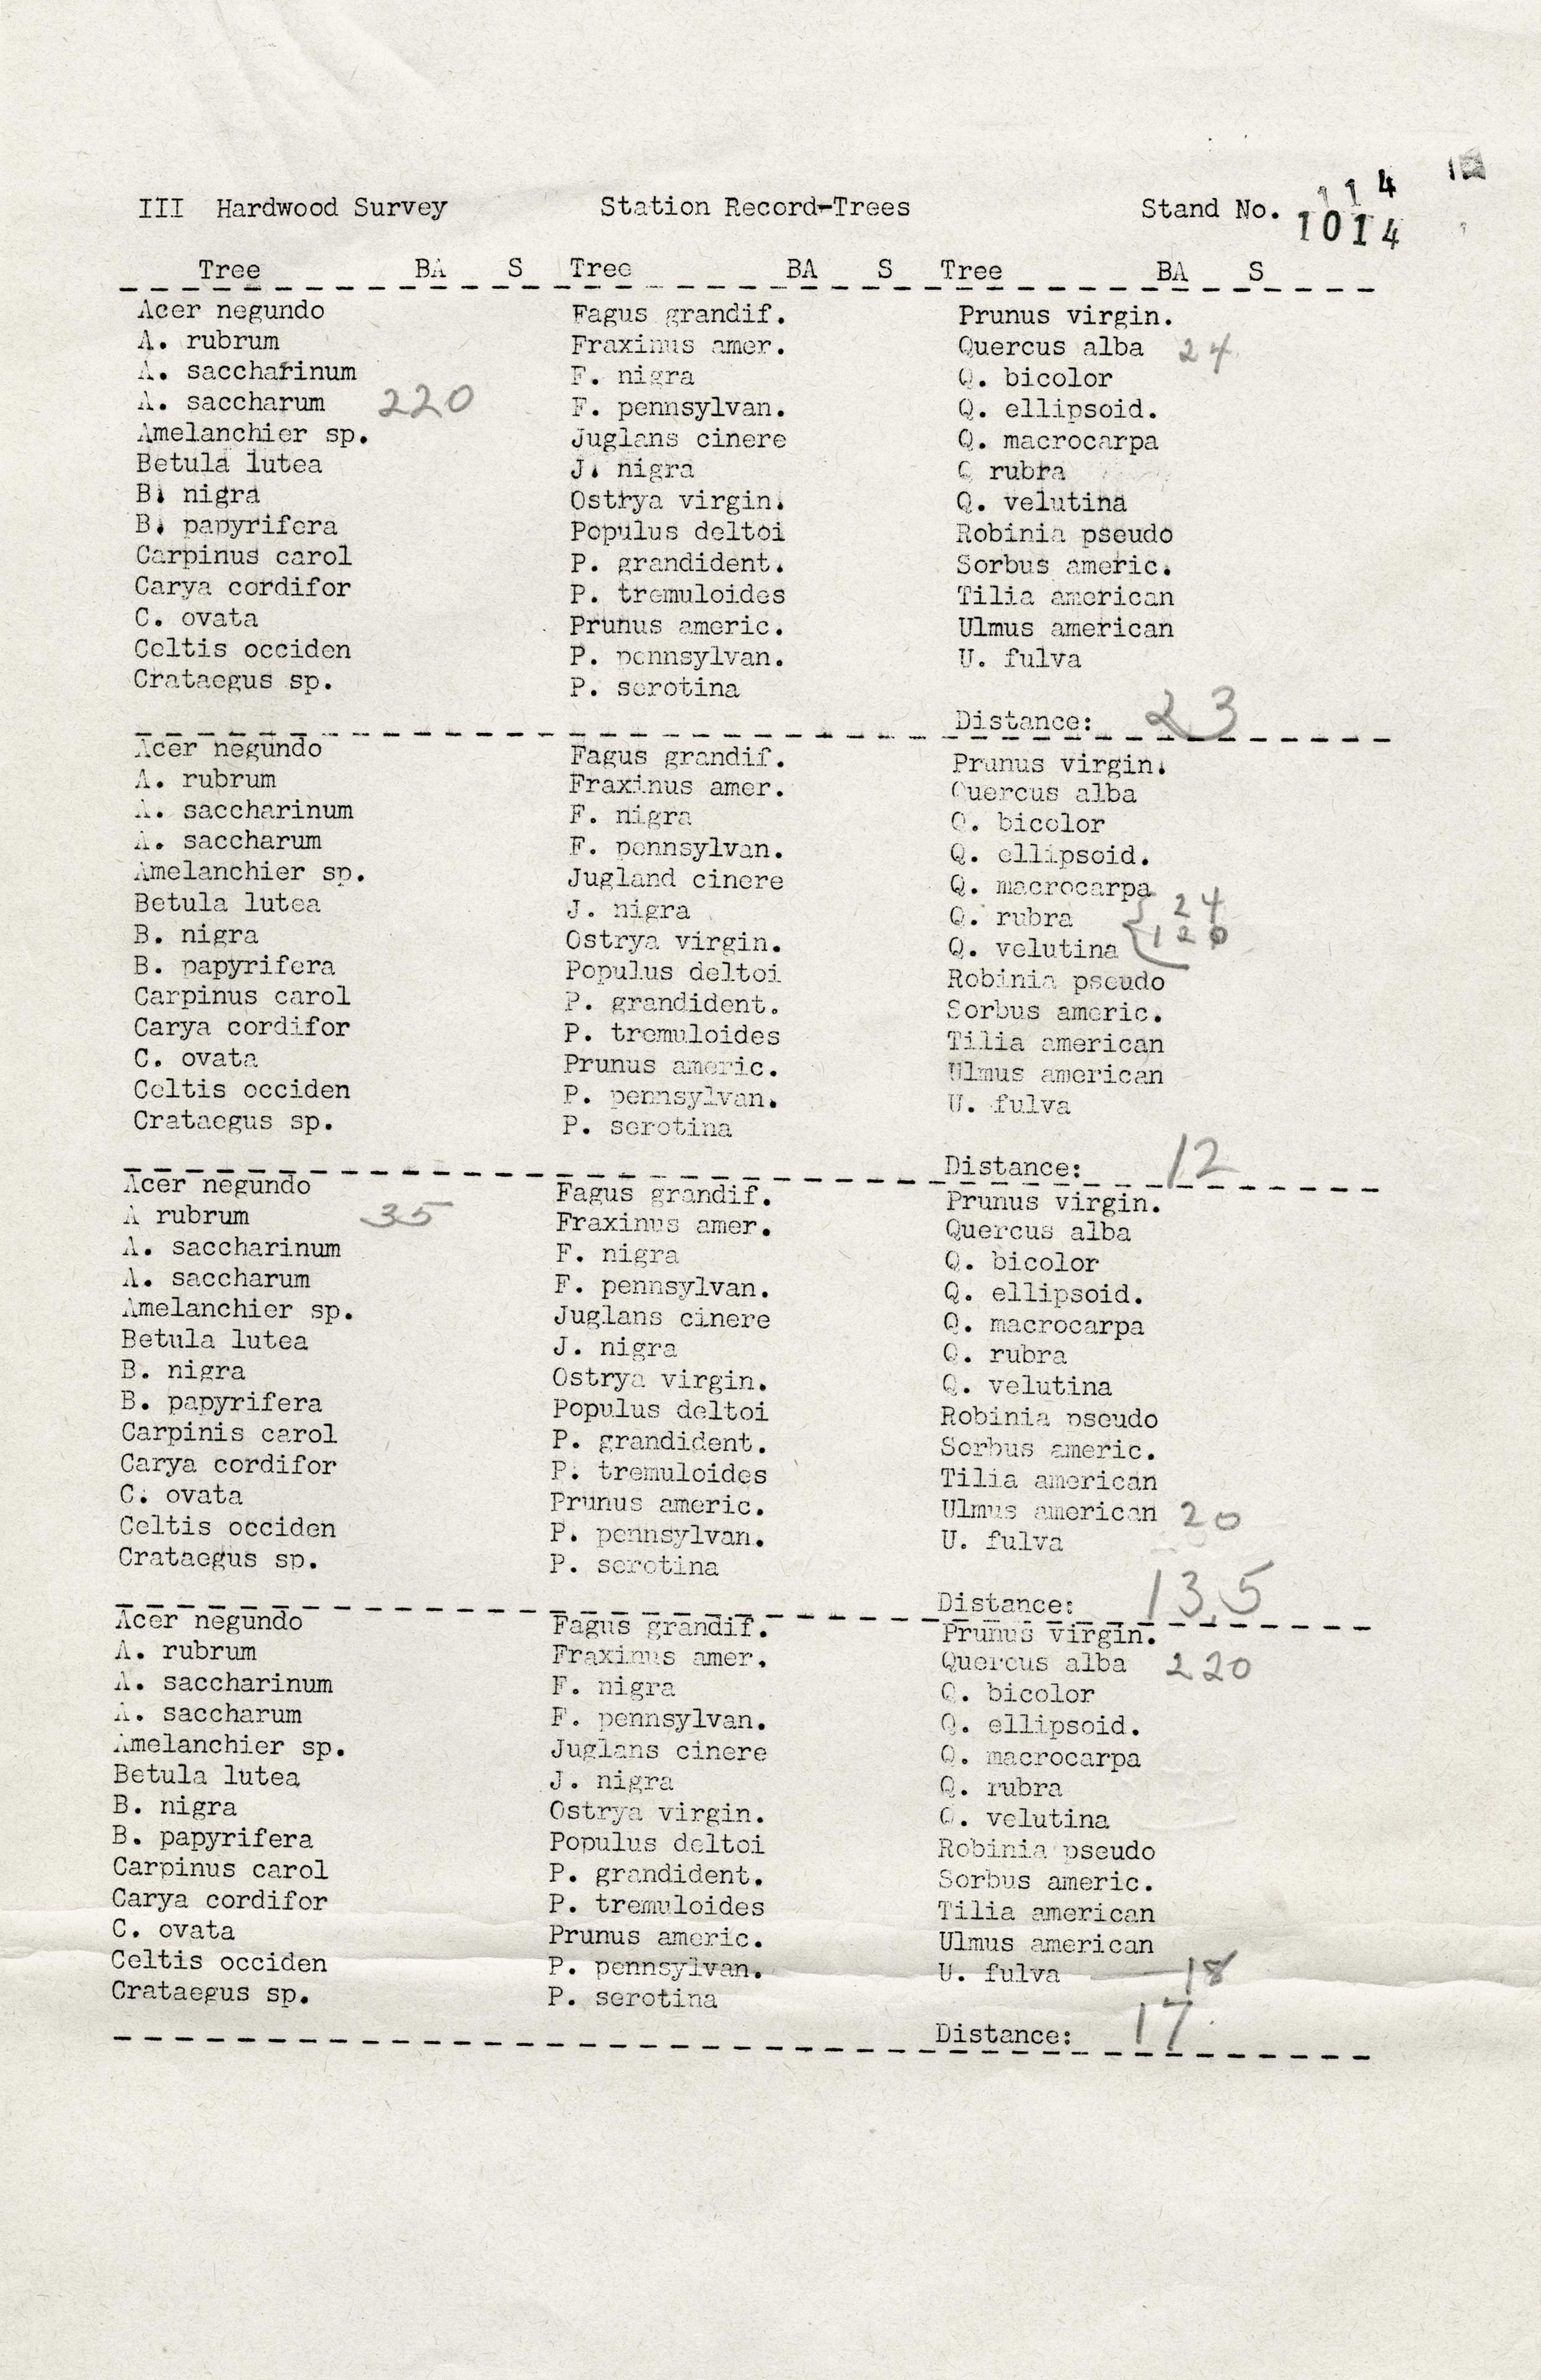 114
III Hardwood Survey Station Record-Trees Stand No. 1014
Tree BA S Tree BA S Tree BA S
Acer negundo Fagus grandif. Prunus virgin.
A. rubrum Fraxinus amer. Quercus alba 24
A. saccharinum F. nigra Q. bicolor
A. saccharum 220 F. pennsylvan. Q. ellipsoid.
Amelanchier sp. Juglans cinere Q. macrocarpa
Betula lutea J. nigra Q rubra
B. nigra Ostrya virgin. Q. velutina
B. papyrifera Populus deltoi Robinia pseudo
Carpinus carol P. grandident. Sorbus americ.
Carya cordifor P. tremuloides Tilia american
C. ovata Prunus americ. Ulmus american
Celtis occiden P. pennsylvan. U. fulva
Crataegus sp. P. serotina
Distance: 23
Acer negundo Fagus grandif. Prunus virgin.
A. rubrum Fraxinus amer. Quercus alba
A. saccharinum F. nigra Q. bicolor
A. saccharum F. pennsylvan. Q. ellipsoid.
Amelanchier sp. Jugland cinere Q. macrocarpa
Betula lutea J. nigra Q. rubra 24
B. nigra Ostrya virgin. Q. velutina 120
B. papyrifera Populus deltoi Robinia pseudo
Carpinus carol P. grandident. Sorbus americ.
Carya cordifor P. tremuloides Tilia american
C. ovata Prunus americ. Ulmus american
Celtis occiden P. pennsylvan. U. fulva
Crataegus sp. P. serotina
Distance: 12
Acer negundo Fagus grandif. Prunus virgin.
A rubrum 35 Fraxinus amer. Quercus alba
A. saccharinum F. nigra Q. bicolor
A. saccharum F. pennsylvan. Q. ellipsoid.
Amelanchier sp. Juglans cinere Q. macrocarpa
Betula lutea J. nigra Q. rubra
B. nigra Ostrya virgin. Q. velutina
B. papyrifera Populus deltoi Robinia pseudo
Carpinis carol P. grandident. Sorbus americ.
Carya cordifor P. tremuloides Tilia american
C. ovata Prunus americ. Ulmus american 20
Celtis occiden P. pennsylvan. U. fulva
Crataegus sp. P. serotina
Distance: 13.5
Acer negundo Fagus grandif. Prunus virgin.
A. rubrum Fraxinus amer. Quercus alba 220
A. saccharinum F. nigra Q. bicolor
A. saccharum F. pennsylvan. Q. ellipsoid.
Amelanchier sp. Juglans cinere Q. macrocarpa
Betula lutea J. nigra Q. rubra
B. nigra Ostrya virgin. Q. velutina
B. papyrifera Populus deltoi Robinia pseudo
Carpinus carol P. grandident. Sorbus americ.
Carya cordifor P. tremuloides Tilia american
C. ovata Prunus americ. Ulmus american
Celtis occiden P. pennsylvan. U. fulva 18
Crataegus sp. P. serotina
Distance: 17